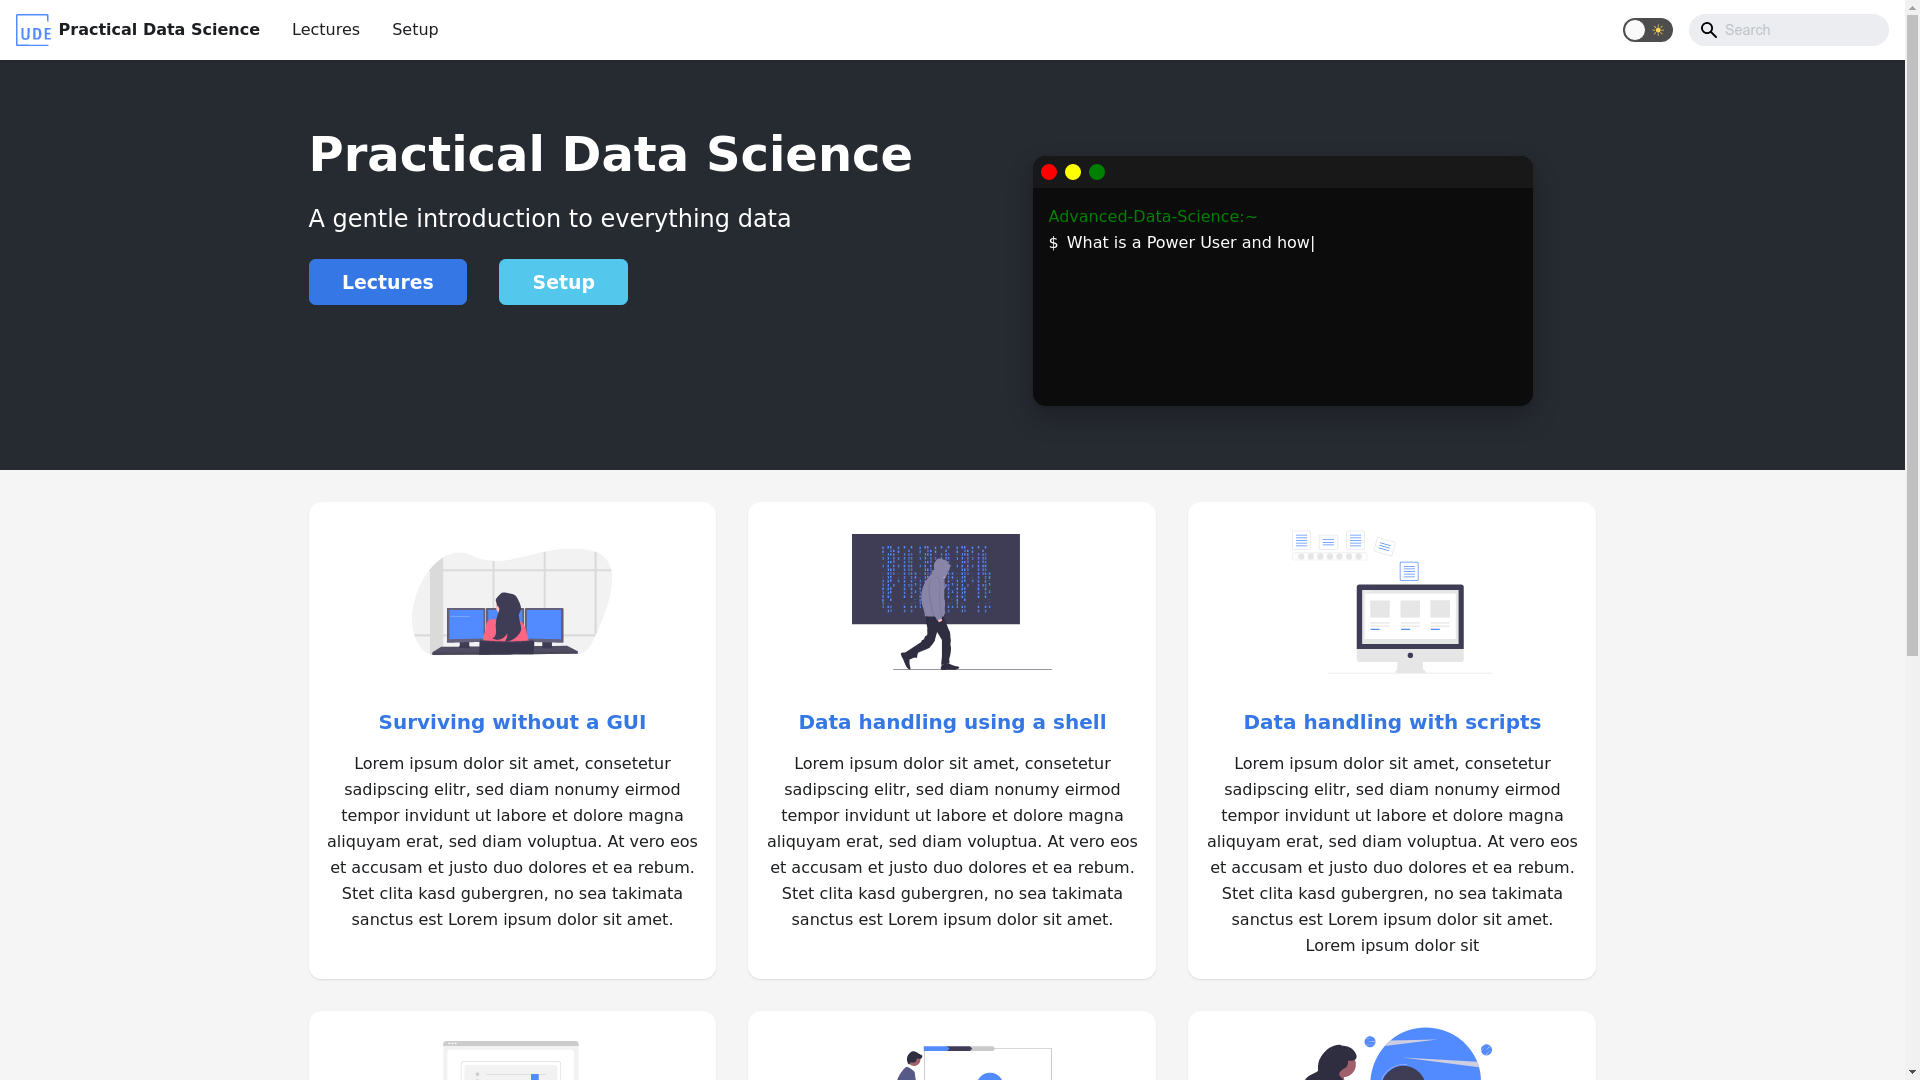 UDE Practical Data Science Lectures Setup Search
Practical Data Science
A gentle introduction to everything data
Lectures Setup
Advanced-Data-Science:~
$ What is a Power User and how|
Surviving without a GUI
Lorem ipsum dolor sit amet, consetetur
sadipscing elitr, sed diam nonumy eirmod
tempor invidunt ut labore et dolore magna
aliquyam erat, sed diam voluptua. At vero eos
et accusam et justo duo dolores et ea rebum.
Stet clita kasd gubergren, no sea takimata
sanctus est Lorem ipsum dolor sit amet.
Data handling using a shell
Lorem ipsum dolor sit amet, consetetur
sadipscing elitr, sed diam nonumy eirmod
tempor invidunt ut labore et dolore magna
aliquyam erat, sed diam voluptua. At vero eos
et accusam et justo duo dolores et ea rebum.
Stet clita kasd gubergren, no sea takimata
sanctus est Lorem ipsum dolor sit amet.
Data handling with scripts
Lorem ipsum dolor sit amet, consetetur
sadipscing elitr, sed diam nonumy eirmod
tempor invidunt ut labore et dolore magna
aliquyam erat, sed diam voluptua. At vero eos
et accusam et justo duo dolores et ea rebum.
Stet clita kasd gubergren, no sea takimata
sanctus est Lorem ipsum dolor sit amet.
Lorem ipsum dolor sit